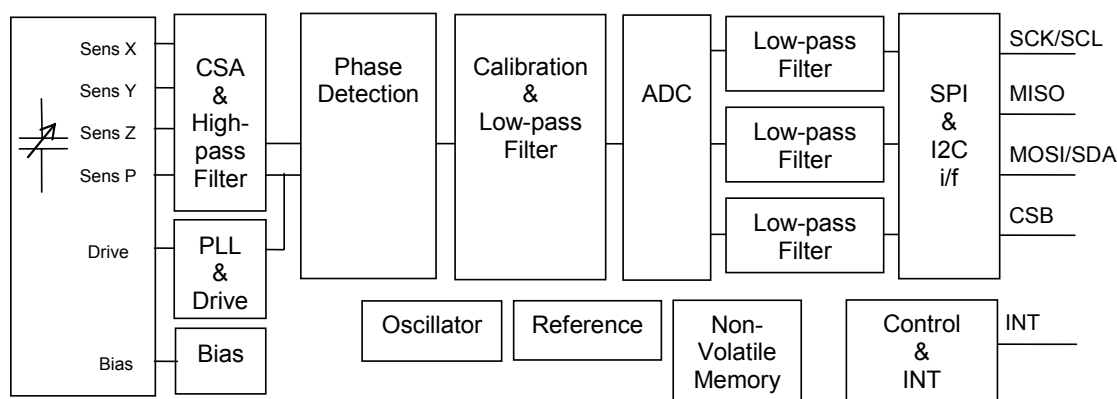 Sens X
Sens Y
Sens Z
Sens P
Drive
Bias
CSA
&
High-
pass
Filter
PLL
&
Drive
Bias
Phase
Detection
Calibration
&
Low-pass
Filter
ADC
Low-pass
Filter
Low-pass
Filter
Low-pass
Filter
SPI
&
I2C
i/f
SCK/SCL
MISO
MOSI/SDA
CSB
Oscillator
Reference
Non-
Volatile
Memory
Control
&
INT
INT